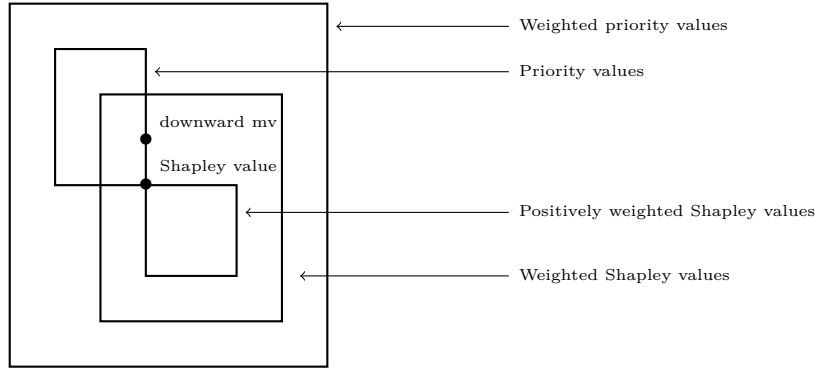 Weighted priority values
Priority values
downward mv
Shapley value
Positively weighted Shapley values
Weighted Shapley values